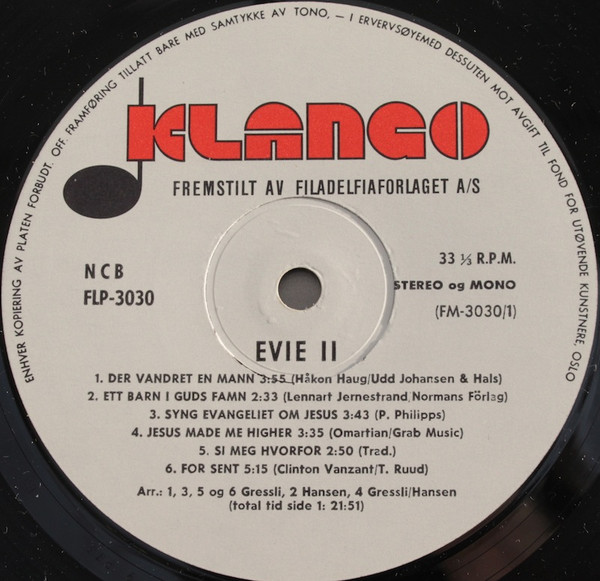 ENHVER KOPIERING AV PLATEN FORBUDT. OFF. FRAMFØRING TILLATT BARE MED SAMTYKKE AV TONO, — I ERVERVSØYEMED DESSUTEN MOT AVGIFT TIL FOND FOR UTØVENDE KUNSTNERE, OSLO
KLANGO
FREMSTILT AV FILADELFIAFORLAGET A/S
NCB
FLP-3030
33 ⅓ R.P.M.
STEREO og MONO
(FM-3030/1)
EVIE II
1. DER VANDRET EN MANN 3:55 (Håkon Haug/Udd Johansen & Hals)
2. ETT BARN I GUDS FAMN 2:33 (Lennart Jernestrand, Normans Förlag)
3. SYNG EVANGELIET OM JESUS 3:43 (P. Philipps)
4. JESUS MADE ME HIGHER 3:35 (Omartian/Grab Music)
5. SI MEG HVORFOR 2:50 (Trad.)
6. FOR SENT 5:15 (Clinton Vanzant/T. Ruud)
Arr.: 1, 3, 5 og 6 Gressli, 2 Hansen, 4 Gressli/Hansen
(total tid side 1: 21:51)